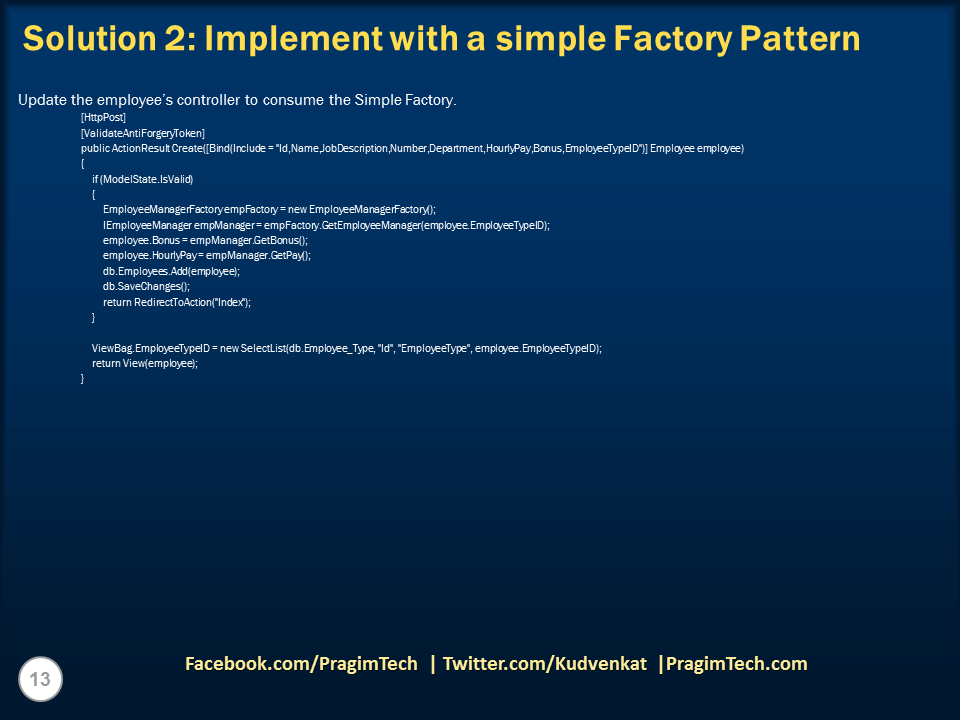 Solution 2: Implement with a simple Factory Pattern
Update the employee's controller to consume the Simple Factory.
[HttpPost]
[ValidateAntiForgeryToken]
public ActionResult Create([Bind(Include = "Id,Name,JobDescription,Number,Department,HourlyPay,Bonus,EmployeeTypeID")] Employee employee)
{
if (ModelState.IsValid)
{
EmployeeManagerFactory empFactory = new EmployeeManagerFactory();
IEmployeeManager empManager = empFactory.GetEmployeeManager(employee.EmployeeTypeID);
employee.Bonus = empManager.GetBonus();
employee.HourlyPay = empManager.GetPay();
db.Employees.Add(employee);
db.SaveChanges();
return RedirectToAction("Index");
}
ViewBag.EmployeeTypeID = new SelectList(db.Employee_Type, "Id", "EmployeeType", employee.EmployeeTypeID);
return View(employee);
}
Facebook.com/PragimTech | Twitter.com/Kudvenkat |PragimTech.com
13